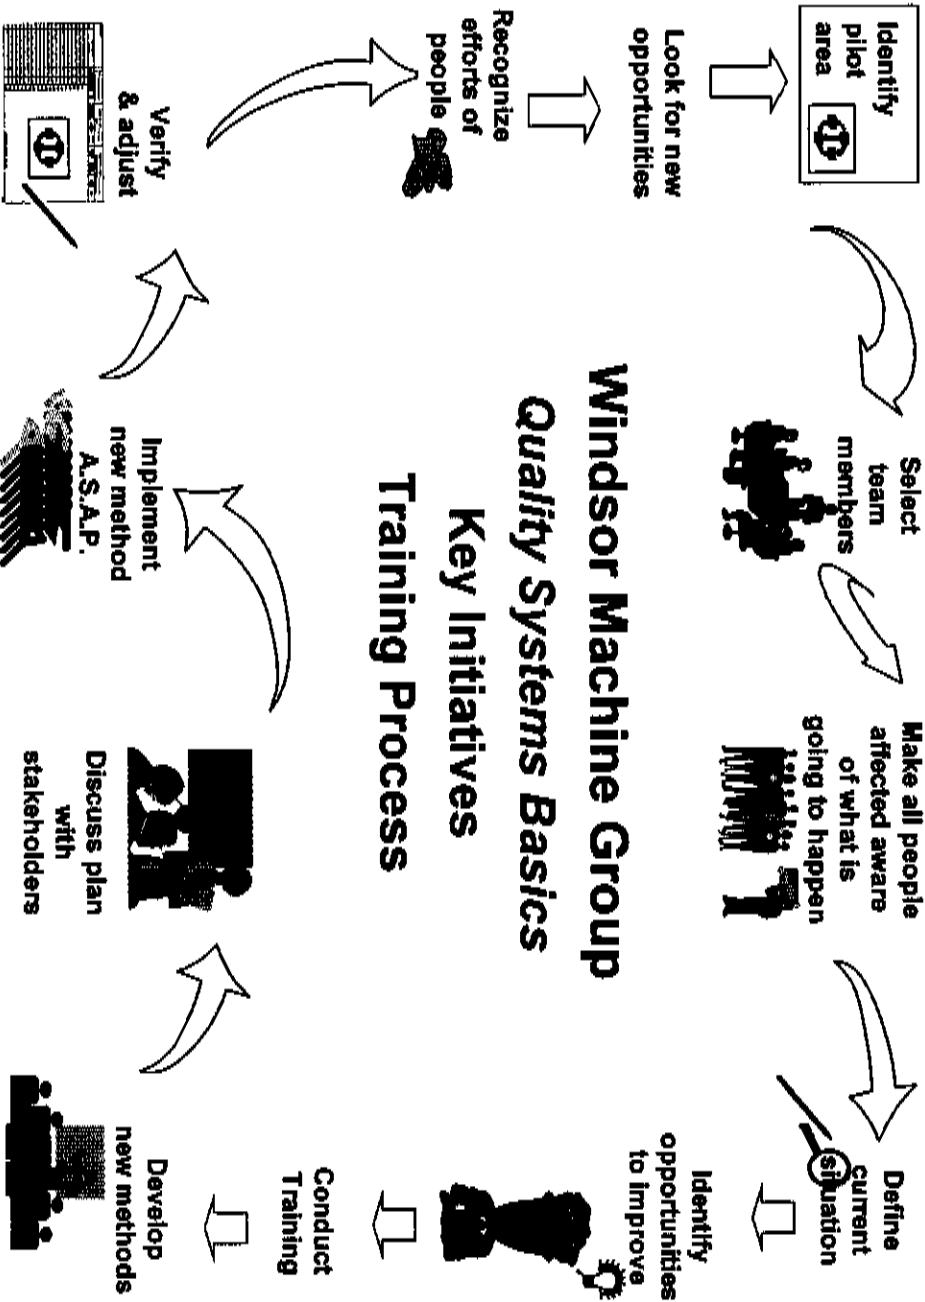 Identify
pilot
area
Select
team
members
Make all people
affected aware
of what is
going to happen
Define
current
situation
Identify
opportunities
to improve
Conduct
Training
Develop
new methods
Discuss plan
with
stakeholders
Implement
new method
A.S.A.P.
Verify
& adjust
Recognize
efforts of
people
Look for new
opportunities
Windsor Machine Group
Quality Systems Basics
Key Initiatives
Training Process